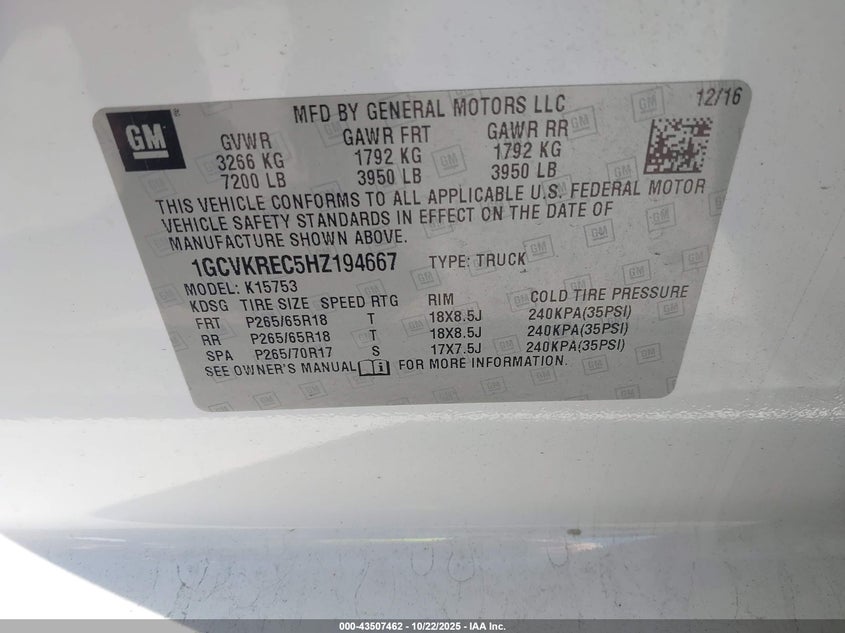 GM
MFD BY GENERAL MOTORS LLC
12/16
GVWR GAWR FRT GAWR RR
3266 KG 1792 KG 1792 KG
7200 LB 3950 LB 3950 LB
THIS VEHICLE CONFORMS TO ALL APPLICABLE U.S. FEDERAL MOTOR
VEHICLE SAFETY STANDARDS IN EFFECT ON THE DATE OF
MANUFACTURE SHOWN ABOVE.
1GCVKREC5HZ194667 TYPE: TRUCK
MODEL: K15753
KDSG TIRE SIZE SPEED RTG RIM COLD TIRE PRESSURE
FRT P265/65R18 T 18X8.5J 240KPA(35PSI)
RR P265/65R18 T 18X8.5J 240KPA(35PSI)
SPA P265/70R17 S 17X7.5J 240KPA(35PSI)
SEE OWNER'S MANUAL FOR MORE INFORMATION.
000-43507462 - 10/22/2025 - IAA Inc.